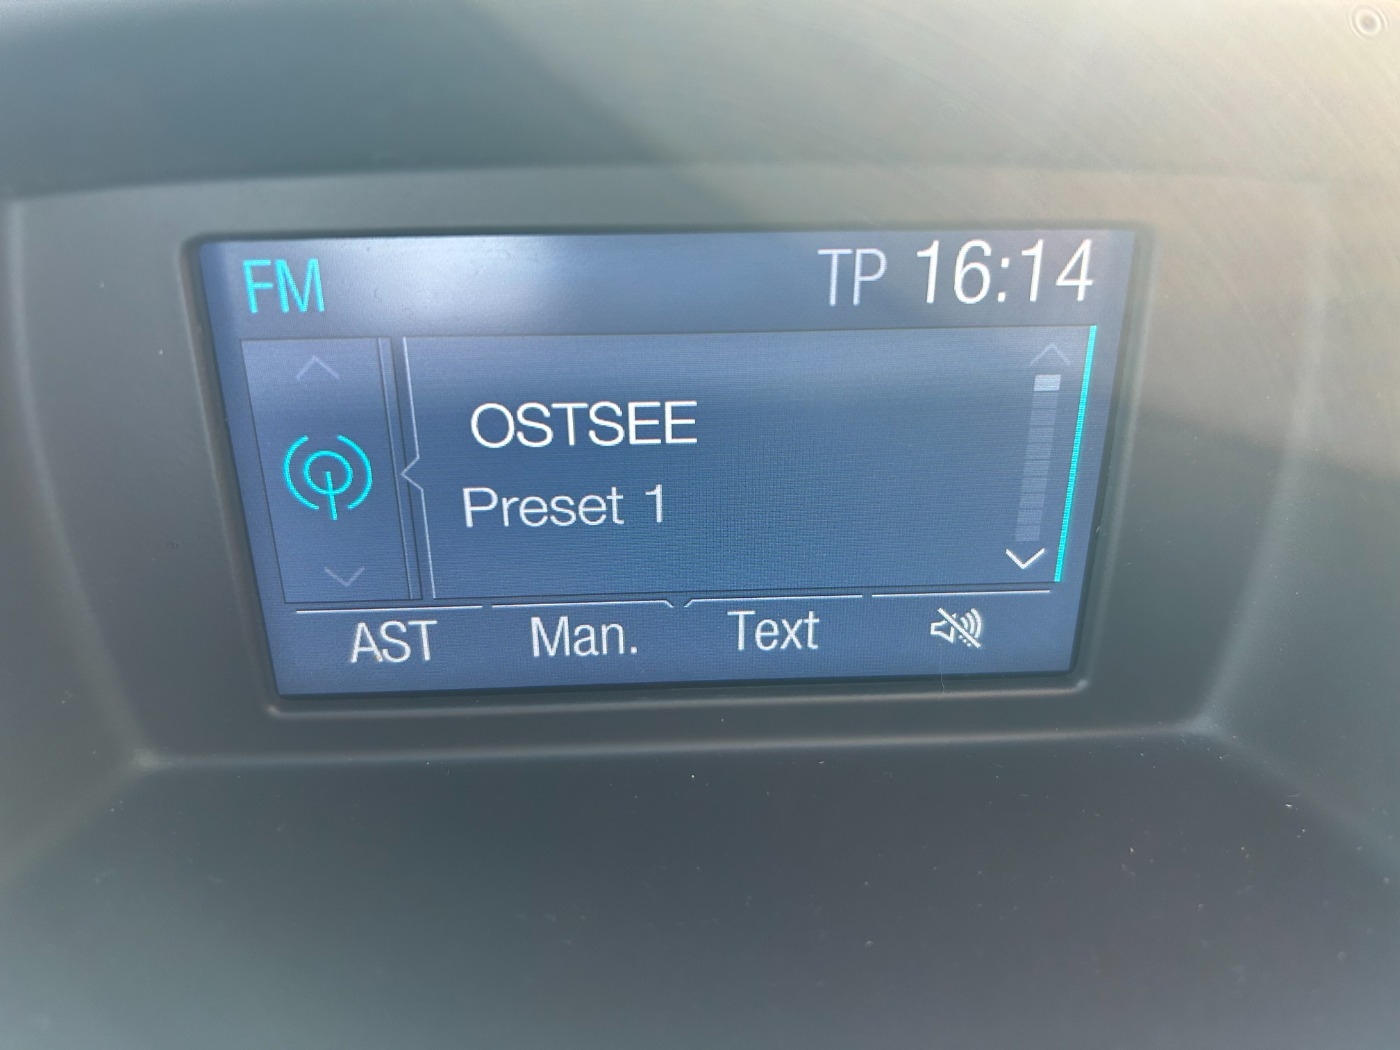 FM TP 16:14
OSTSEE
Preset 1
AST Man. Text